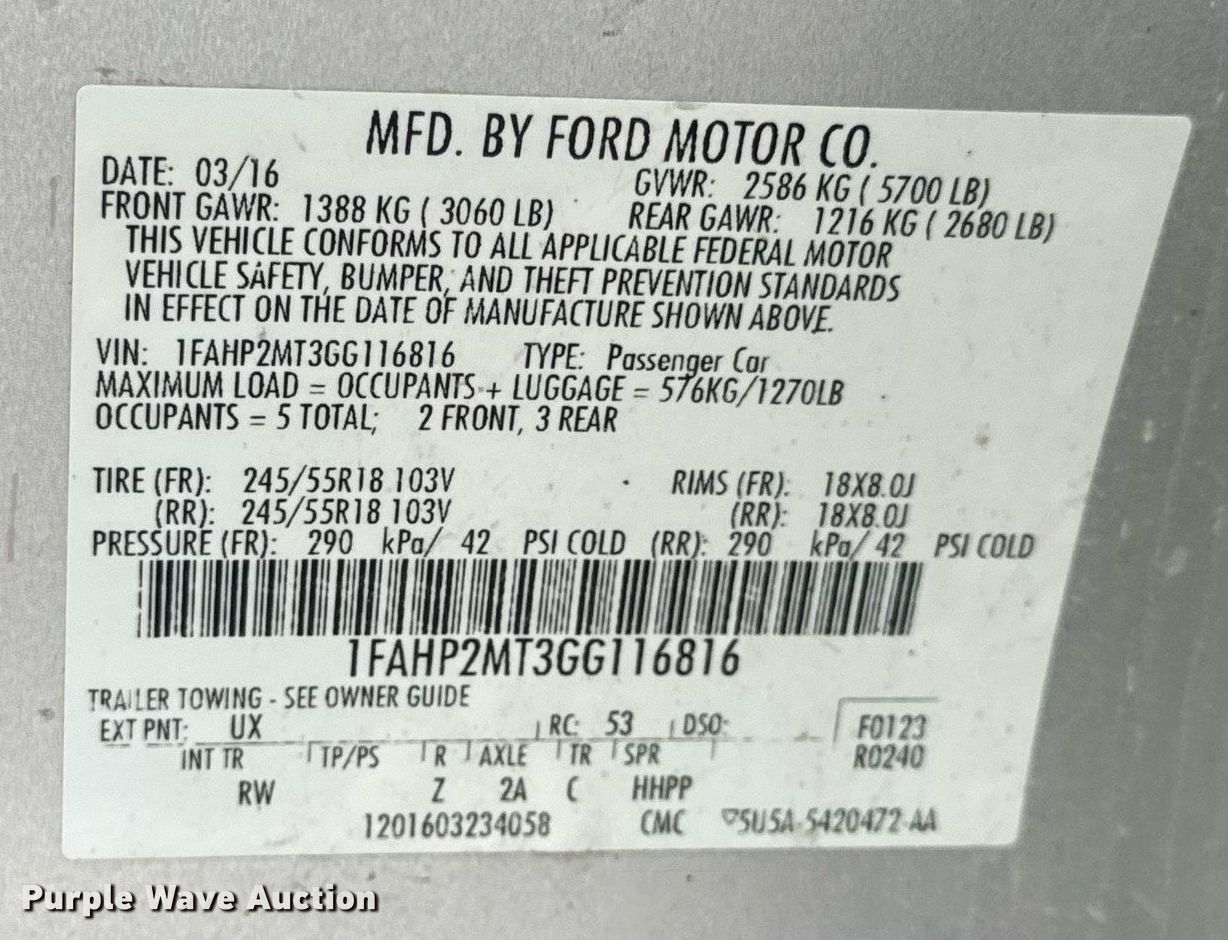 MFD. BY FORD MOTOR CO.
DATE: 03/16 GVWR: 2586 KG ( 5700 LB)
FRONT GAWR: 1388 KG ( 3060 LB) REAR GAWR: 1216 KG ( 2680 LB)
THIS VEHICLE CONFORMS TO ALL APPLICABLE FEDERAL MOTOR
VEHICLE SAFETY, BUMPER, AND THEFT PREVENTION STANDARDS
IN EFFECT ON THE DATE OF MANUFACTURE SHOWN ABOVE.
VIN: 1FAHP2MT3GG116816 TYPE: Passenger Car
MAXIMUM LOAD = OCCUPANTS + LUGGAGE = 576KG/1270LB
OCCUPANTS = 5 TOTAL; 2 FRONT, 3 REAR
TIRE (FR): 245/55R18 103V RIMS (FR): 18X8.0J
(RR): 245/55R18 103V (RR): 18X8.0J
PRESSURE (FR): 290 kPa/ 42 PSI COLD (RR): 290 kPa/ 42 PSI COLD
1FAHP2MT3GG116816
TRAILER TOWING - SEE OWNER GUIDE
EXT PNT: UX RC: 53 DSO: F0123
INT TR TP/PS R AXLE TR SPR R0240
RW Z 2A C HHPP
1201603234058 CMC 5U5A-5420472-AA
Purple Wave Auction